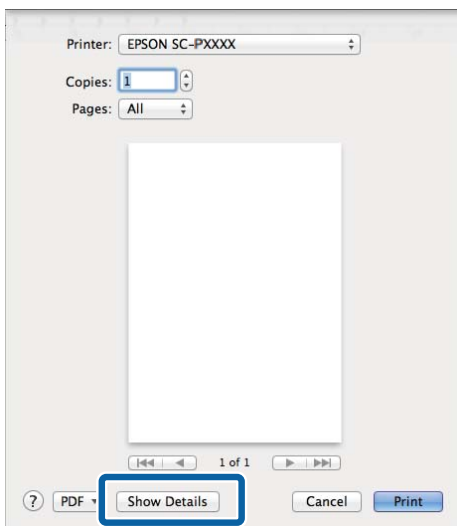 Printer: EPSON SC-PXXXX
Copies: 1
Pages: All
1 of 1
? PDF Show Details Cancel Print